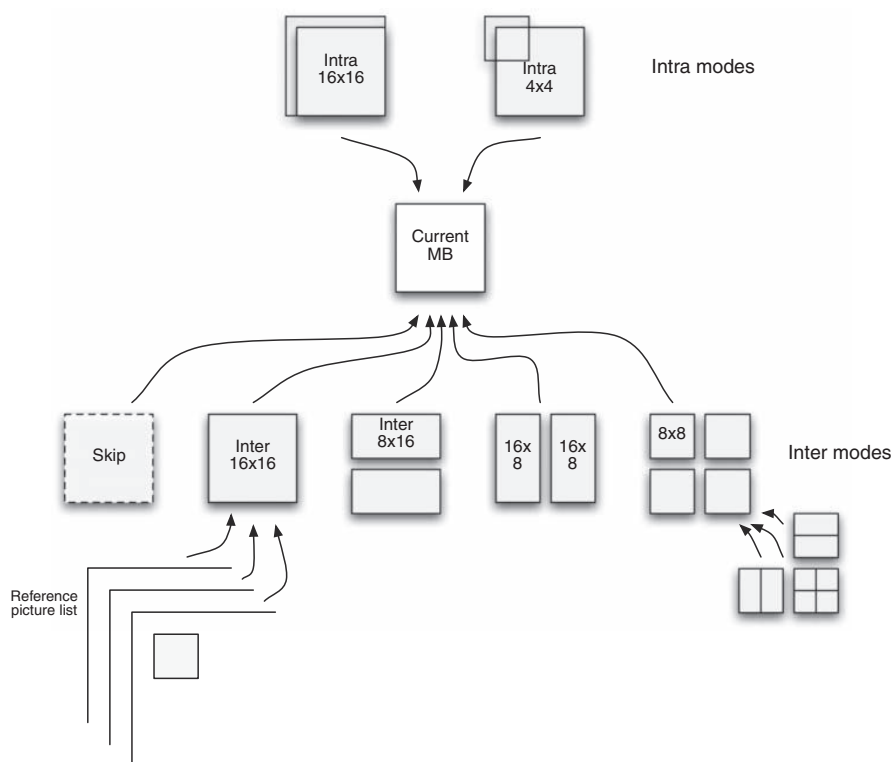 Intra
16x16
Intra
4x4
Intra modes
Current
MB
Skip
Inter
16x16
Inter
8x16
16x
8
16x
8
8x8
Inter modes
Reference
picture list